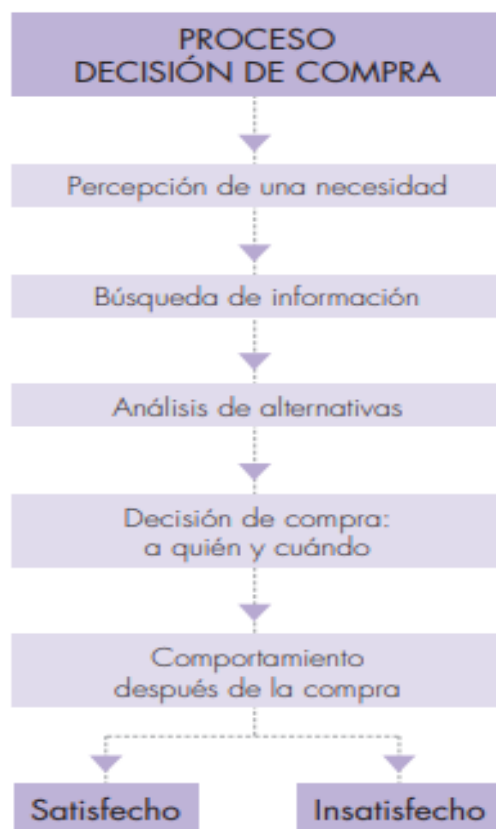 PROCESO
DECISIÓN DE COMPRA
Percepción de una necesidad
Búsqueda de información
Análisis de alternativas
Decisión de compra:
a quién y cuándo
Comportamiento
después de la compra
Satisfecho
Insatisfecho